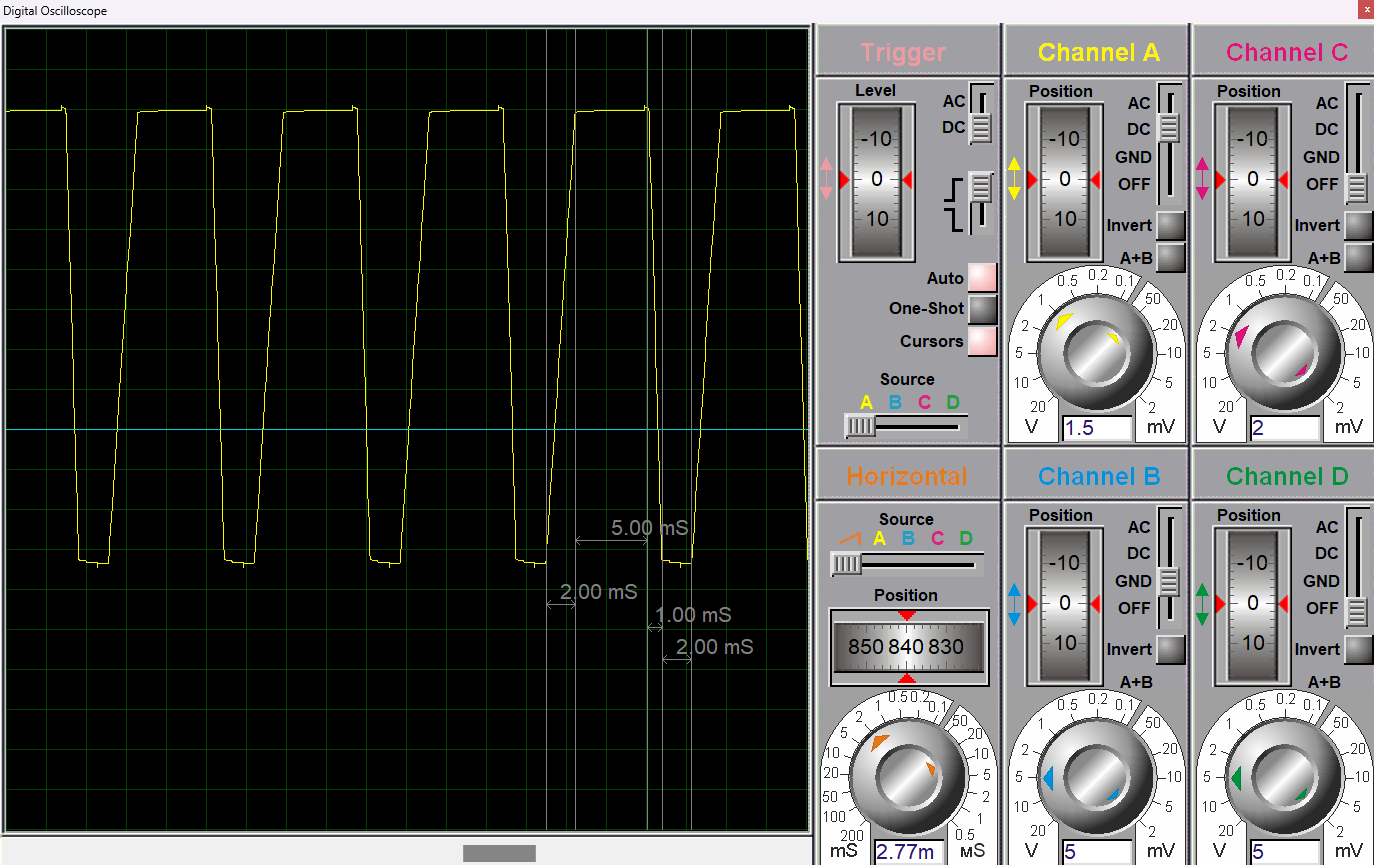 Digital Oscilloscope
x
5.00 mS
2.00 mS
1.00 mS
2.00 mS
Trigger
Level
-10
0
10
AC
DC
Auto
One-Shot
Cursors
Source
A B C D
Channel A
Position
-10
0
10
AC
DC
GND
OFF
Invert
A+B
20
10
5
2
1
0.5
0.2
0.1
50
20
10
5
2
V
1.5
mV
Channel C
Position
-10
0
10
AC
DC
GND
OFF
Invert
A+B
20
10
5
2
1
0.5
0.2
0.1
50
20
10
5
2
V
2
mV
Horizontal
Source
A B C D
Position
850 840 830
200
100
50
20
10
5
2
1
0.5
0.2
0.1
50
20
10
5
2
1
0.5
mS
2.77m
мS
Channel B
Position
-10
0
10
AC
DC
GND
OFF
Invert
A+B
20
10
5
2
1
0.5
0.2
0.1
50
20
10
5
2
V
5
mV
Channel D
Position
-10
0
10
AC
DC
GND
OFF
Invert
A+B
20
10
5
2
1
0.5
0.2
0.1
50
20
10
5
2
V
5
mV